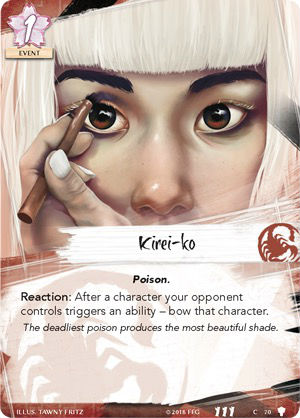 1
EVENT
Kirei-ko
Poison.
Reaction: After a character your opponent
controls triggers an ability – bow that character.
The deadliest poison produces the most beautiful shade.
ILLUS. TAWNY FRITZ ©2018 FFG C 70